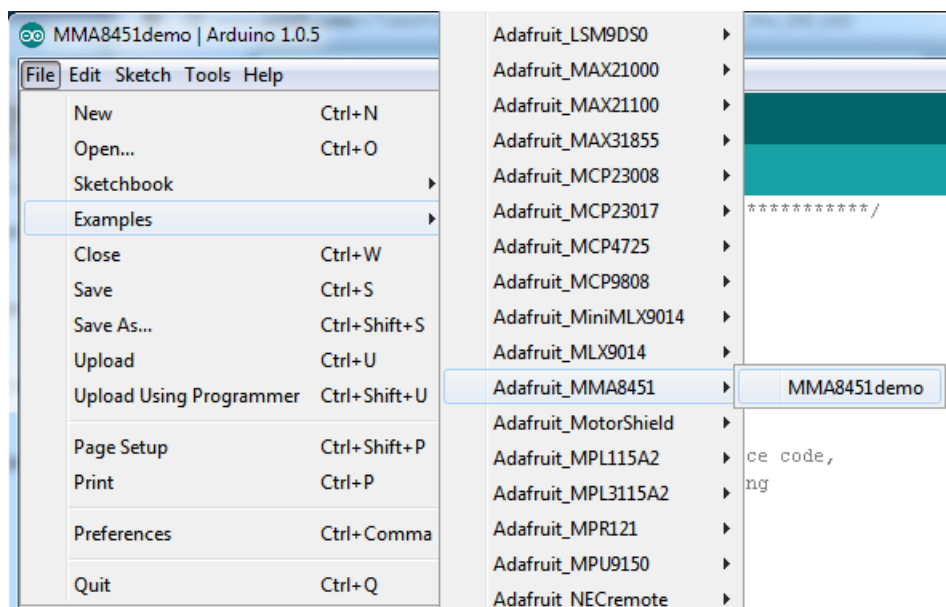 MMA8451demo | Arduino 1.0.5
File Edit Sketch Tools Help
New Ctrl+N
Open... Ctrl+O
Sketchbook
Examples
Close Ctrl+W
Save Ctrl+S
Save As... Ctrl+Shift+S
Upload Ctrl+U
Upload Using Programmer Ctrl+Shift+U
Page Setup Ctrl+Shift+P
Print Ctrl+P
Preferences Ctrl+Comma
Quit Ctrl+Q
Adafruit_LSM9DS0
Adafruit_MAX21000
Adafruit_MAX21100
Adafruit_MAX31855
Adafruit_MCP23008
Adafruit_MCP23017
Adafruit_MCP4725
Adafruit_MCP9808
Adafruit_MiniMLX9014
Adafruit_MLX9014
Adafruit_MMA8451
Adafruit_MotorShield
Adafruit_MPL115A2
Adafruit_MPL3115A2
Adafruit_MPR121
Adafruit_MPU9150
Adafruit_NECremote
MMA8451demo
***********/
ce code,
ng